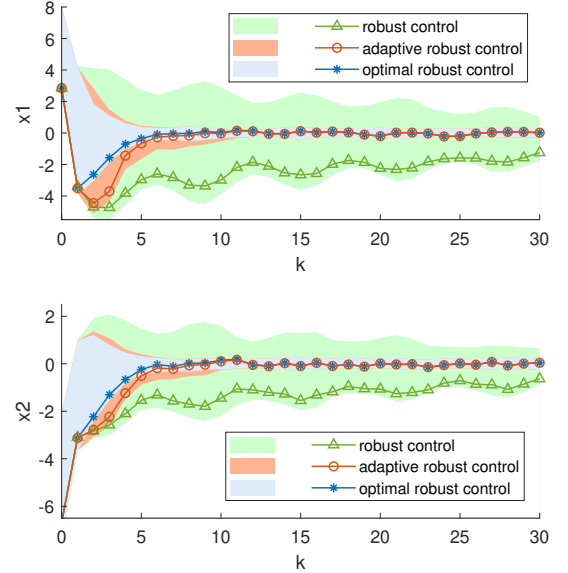 8
6
4
2
0
-2
-4
x1
0 5 10 15 20 25 30
k
robust control
adaptive robust control
optimal robust control
2
0
-2
-4
-6
x2
0 5 10 15 20 25 30
k
robust control
adaptive robust control
optimal robust control